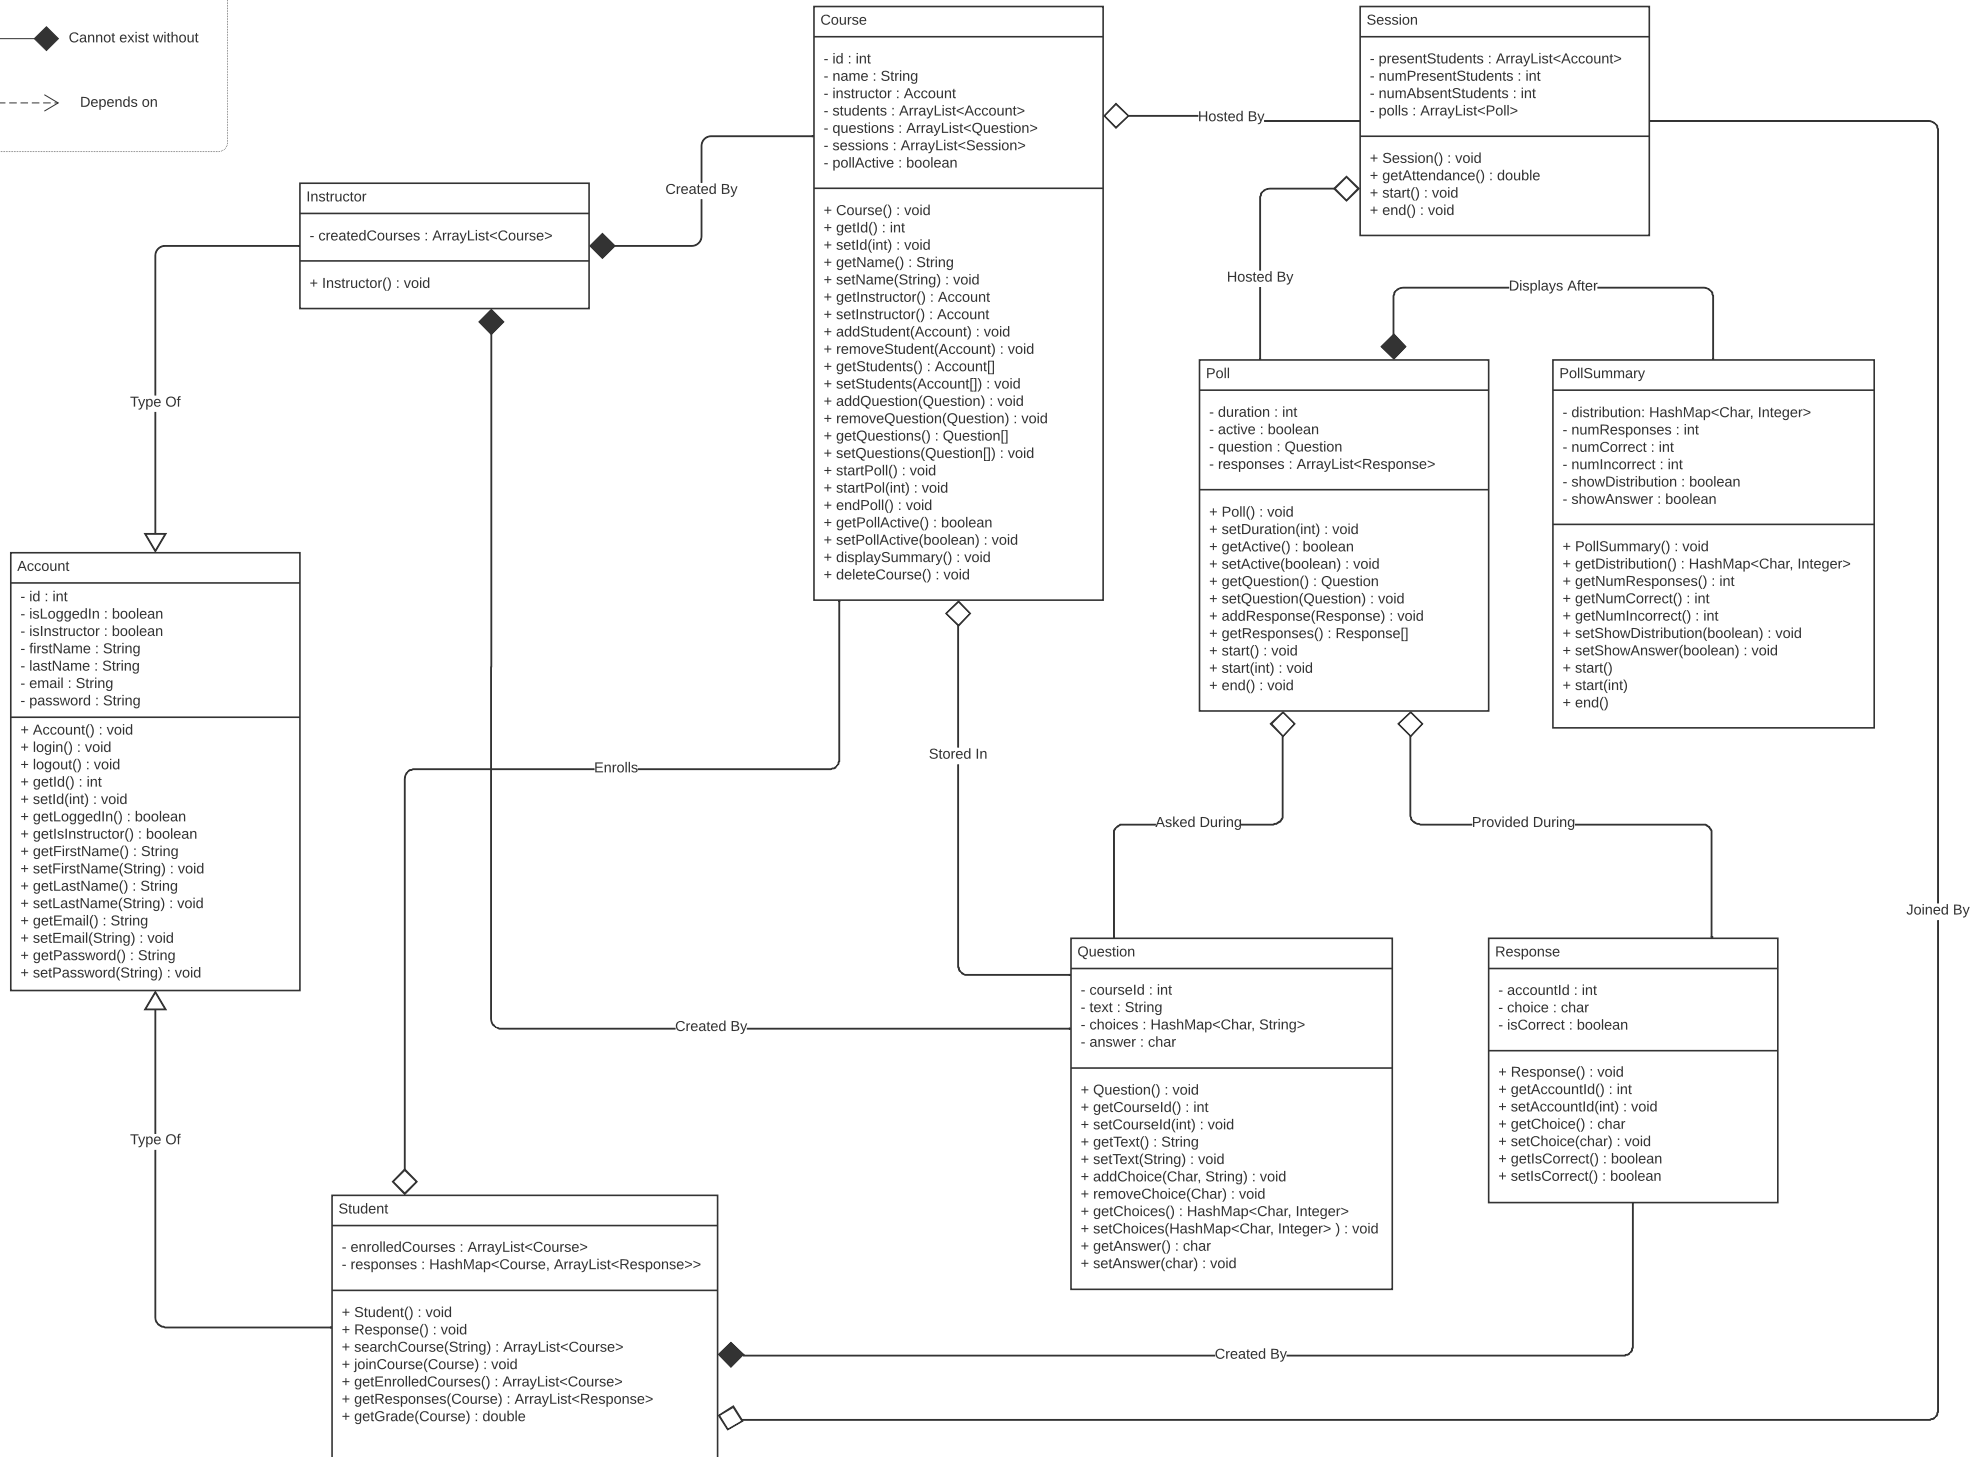 Cannot exist without
Depends on
Course
- id : int
- name : String
- instructor : Account
- students : ArrayList<Account>
- questions : ArrayList<Question>
- sessions : ArrayList<Session>
- pollActive : boolean
+ Course() : void
+ getId() : int
+ setId(int) : void
+ getName() : String
+ setName(String) : void
+ getInstructor() : Account
+ setInstructor() : Account
+ addStudent(Account) : void
+ removeStudent(Account) : void
+ getStudents() : Account[]
+ setStudents(Account[]) : void
+ addQuestion(Question) : void
+ removeQuestion(Question) : void
+ getQuestions() : Question[]
+ setQuestions(Question[]) : void
+ startPoll() : void
+ startPol(int) : void
+ endPoll() : void
+ getPollActive() : boolean
+ setPollActive(boolean) : void
+ displaySummary() : void
+ deleteCourse() : void
Hosted By
Session
- presentStudents : ArrayList<Account>
- numPresentStudents : int
- numAbsentStudents : int
- polls : ArrayList<Poll>
+ Session() : void
+ getAttendance() : double
+ start() : void
+ end() : void
Created By
Instructor
- createdCourses : ArrayList<Course>
+ Instructor() : void
Hosted By
Displays After
Type Of
Poll
- duration : int
- active : boolean
- question : Question
- responses : ArrayList<Response>
+ Poll() : void
+ setDuration(int) : void
+ getActive() : boolean
+ setActive(boolean) : void
+ getQuestion() : Question
+ setQuestion(Question) : void
+ addResponse(Response) : void
+ getResponses() : Response[]
+ start() : void
+ start(int) : void
+ end() : void
PollSummary
- distribution: HashMap<Char, Integer>
- numResponses : int
- numCorrect : int
- numIncorrect : int
- showDistribution : boolean
- showAnswer : boolean
+ PollSummary() : void
+ getDistribution() : HashMap<Char, Integer>
+ getNumResponses() : int
+ getNumCorrect() : int
+ getNumIncorrect() : int
+ setShowDistribution(boolean) : void
+ setShowAnswer(boolean) : void
+ start()
+ start(int)
+ end()
Account
- id : int
- isLoggedIn : boolean
- isInstructor : boolean
- firstName : String
- lastName : String
- email : String
- password : String
+ Account() : void
+ login() : void
+ logout() : void
+ getId() : int
+ setId(int) : void
+ getLoggedIn() : boolean
+ getIsInstructor() : boolean
+ getFirstName() : String
+ setFirstName(String) : void
+ getLastName() : String
+ setLastName(String) : void
+ getEmail() : String
+ setEmail(String) : void
+ getPassword() : String
+ setPassword(String) : void
Enrolls
Stored In
Asked During
Provided During
Joined By
Created By
Question
- courseId : int
- text : String
- choices : HashMap<Char, String>
- answer : char
+ Question() : void
+ getCourseId() : int
+ setCourseId(int) : void
+ getText() : String
+ setText(String) : void
+ addChoice(Char, String) : void
+ removeChoice(Char) : void
+ getChoices() : HashMap<Char, Integer>
+ setChoices(HashMap<Char, Integer> ) : void
+ getAnswer() : char
+ setAnswer(char) : void
Response
- accountId : int
- choice : char
- isCorrect : boolean
+ Response() : void
+ getAccountId() : int
+ setAccountId(int) : void
+ getChoice() : char
+ setChoice(char) : void
+ getIsCorrect() : boolean
+ setIsCorrect() : boolean
Type Of
Student
- enrolledCourses : ArrayList<Course>
- responses : HashMap<Course, ArrayList<Response>>
+ Student() : void
+ Response() : void
+ searchCourse(String) : ArrayList<Course>
+ joinCourse(Course) : void
+ getEnrolledCourses() : ArrayList<Course>
+ getResponses(Course) : ArrayList<Response>
+ getGrade(Course) : double
Created By